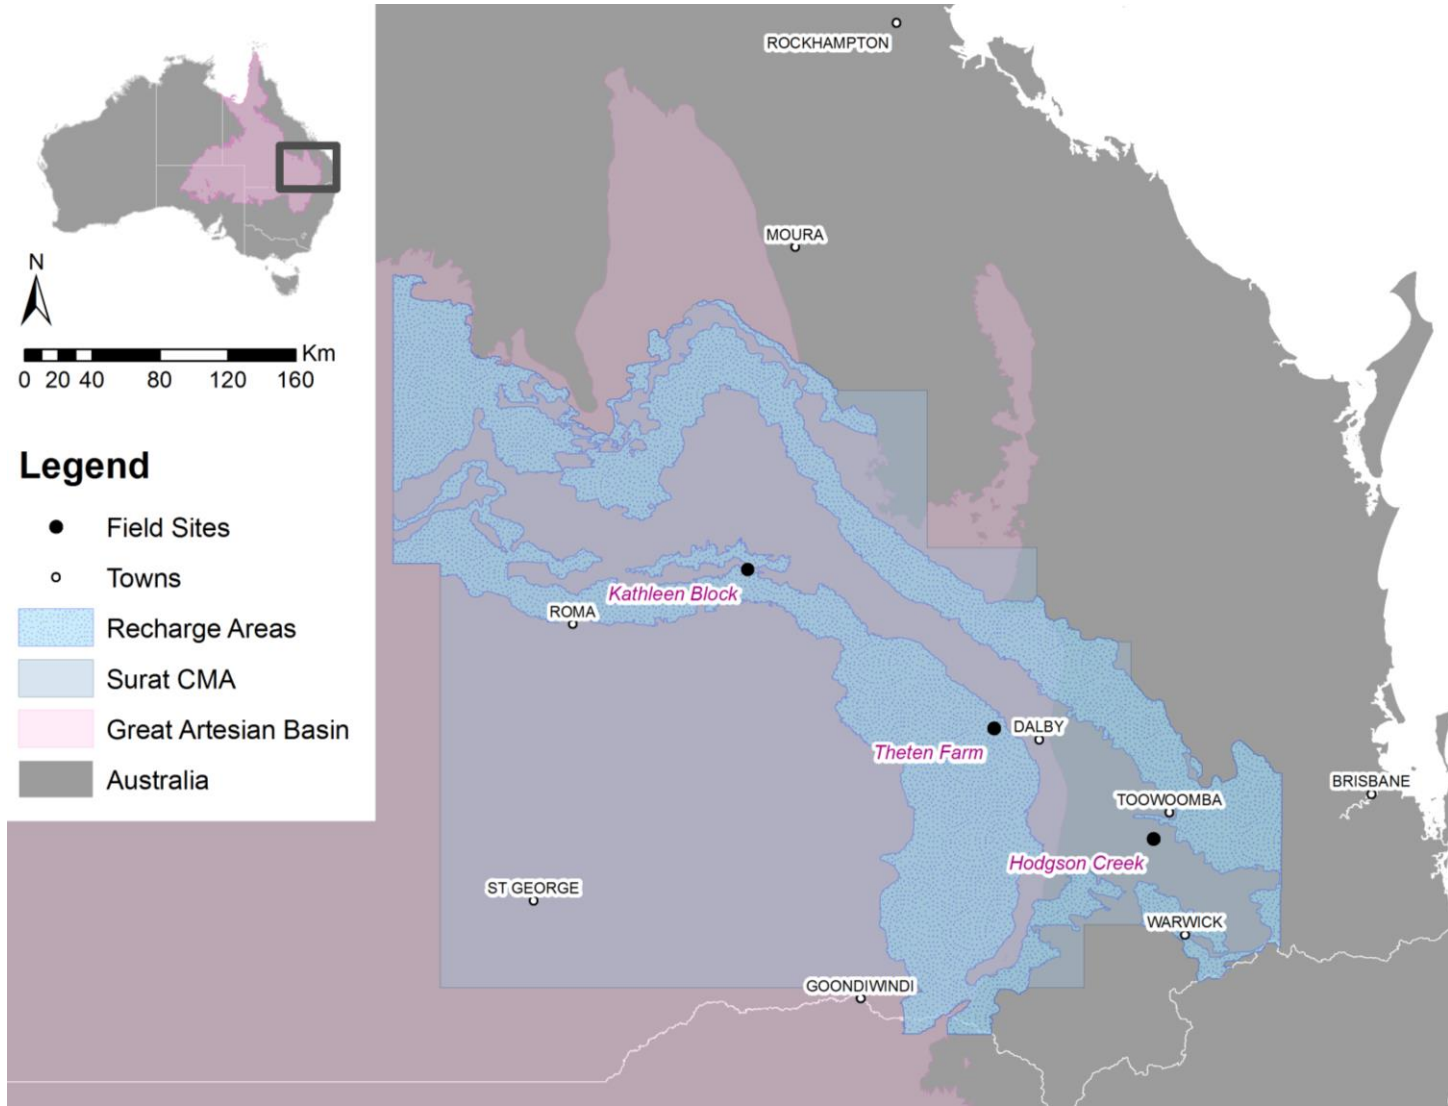 ROCKHAMPTON
MOURA
N
Km
0 20 40 80 120 160
Legend
Field Sites
Towns
Recharge Areas
Surat CMA
Great Artesian Basin
Australia
Kathleen Block
ROMA
DALBY
Theten Farm
BRISBANE
TOOWOOMBA
Hodgson Creek
ST GEORGE
WARWICK
GOONDIWINDI